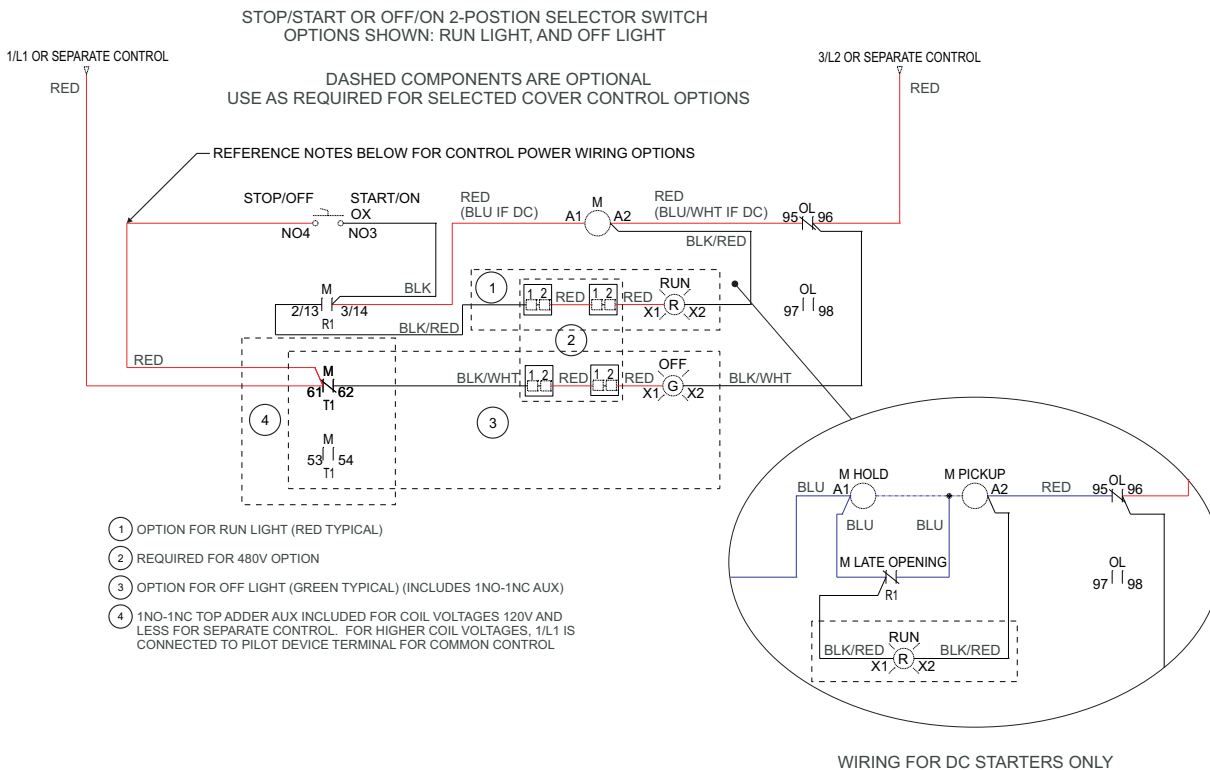 STOP/START OR OFF/ON 2-POSTION SELECTOR SWITCH
OPTIONS SHOWN: RUN LIGHT, AND OFF LIGHT
1/L1 OR SEPARATE CONTROL
3/L2 OR SEPARATE CONTROL
RED
RED
DASHED COMPONENTS ARE OPTIONAL
USE AS REQUIRED FOR SELECTED COVER CONTROL OPTIONS
REFERENCE NOTES BELOW FOR CONTROL POWER WIRING OPTIONS
STOP/OFF
START/ON
OX
NO4
NO3
RED
(BLU IF DC)
M
A1
A2
RED
(BLU/WHT IF DC)
OL
95
96
BLK/RED
M
2/13
3/14
R1
BLK
BLK/RED
1
1 2
RED
1 2
RED
RUN
X1
R
X2
OL
97
98
2
RED
M
61
62
T1
BLK/WHT
1 2
RED
1 2
RED
OFF
X1
G
X2
BLK/WHT
4
3
M
53
54
T1
M HOLD
M PICKUP
BLU
A1
A2
RED
OL
95
96
BLU
BLU
M LATE OPENING
R1
OL
97
98
RUN
BLK/RED
X1
R
X2
BLK/RED
1 OPTION FOR RUN LIGHT (RED TYPICAL)
2 REQUIRED FOR 480V OPTION
3 OPTION FOR OFF LIGHT (GREEN TYPICAL) (INCLUDES 1NO-1NC AUX)
4 1NO-1NC TOP ADDER AUX INCLUDED FOR COIL VOLTAGES 120V AND
LESS FOR SEPARATE CONTROL. FOR HIGHER COIL VOLTAGES, 1/L1 IS
CONNECTED TO PILOT DEVICE TERMINAL FOR COMMON CONTROL
WIRING FOR DC STARTERS ONLY